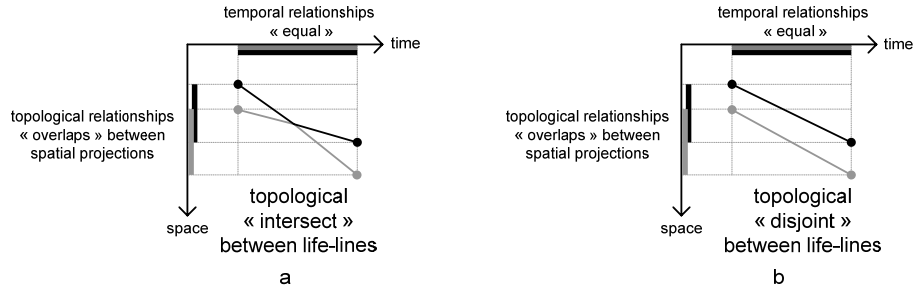 temporal relationships
« equal »
time
topological relationships
« overlaps » between
spatial projections
space
topological
« intersect »
between life-lines
a
temporal relationships
« equal »
time
topological relationships
« overlaps » between
spatial projections
space
topological
« disjoint »
between life-lines
b